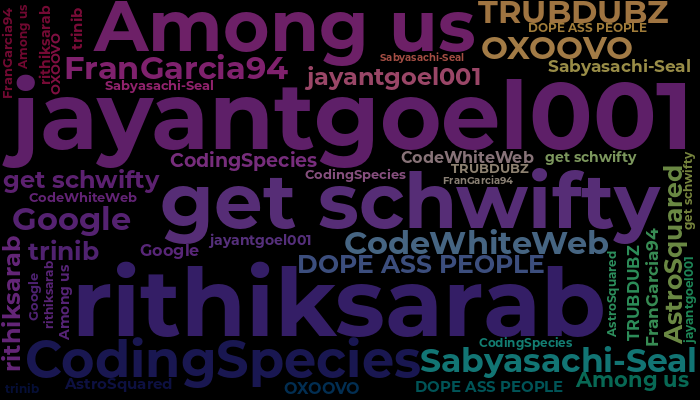 Among us
TRUBDUBZ
DOPE ASS PEOPLE
OXOOVO
Sabyasachi-Seal
Sabyasachi-Seal
FranGarcia94
Among us
rithiksarab
OXOOVO
trinib
FranGarcia94
Sabyasachi-Seal
jayantgoel001
jayantgoel001
CodingSpecies
CodeWhiteWeb
get schwifty
TRUBDUBZ
CodingSpecies
FranGarcia94
get schwifty
get schwifty
CodeWhiteWeb
Google
jayantgoel001
CodeWhiteWeb
trinib
Google
DOPE ASS PEOPLE
AstroSquared
get schwifty
rithiksarab
Google
rithiksarab
Among us
rithiksarab
AstroSquared
TRUBDUBZ
FranGarcia94
jayantgoel001
CodingSpecies
CodingSpecies
Sabyasachi-Seal
Among us
trinib
AstroSquared
OXOOVO
DOPE ASS PEOPLE